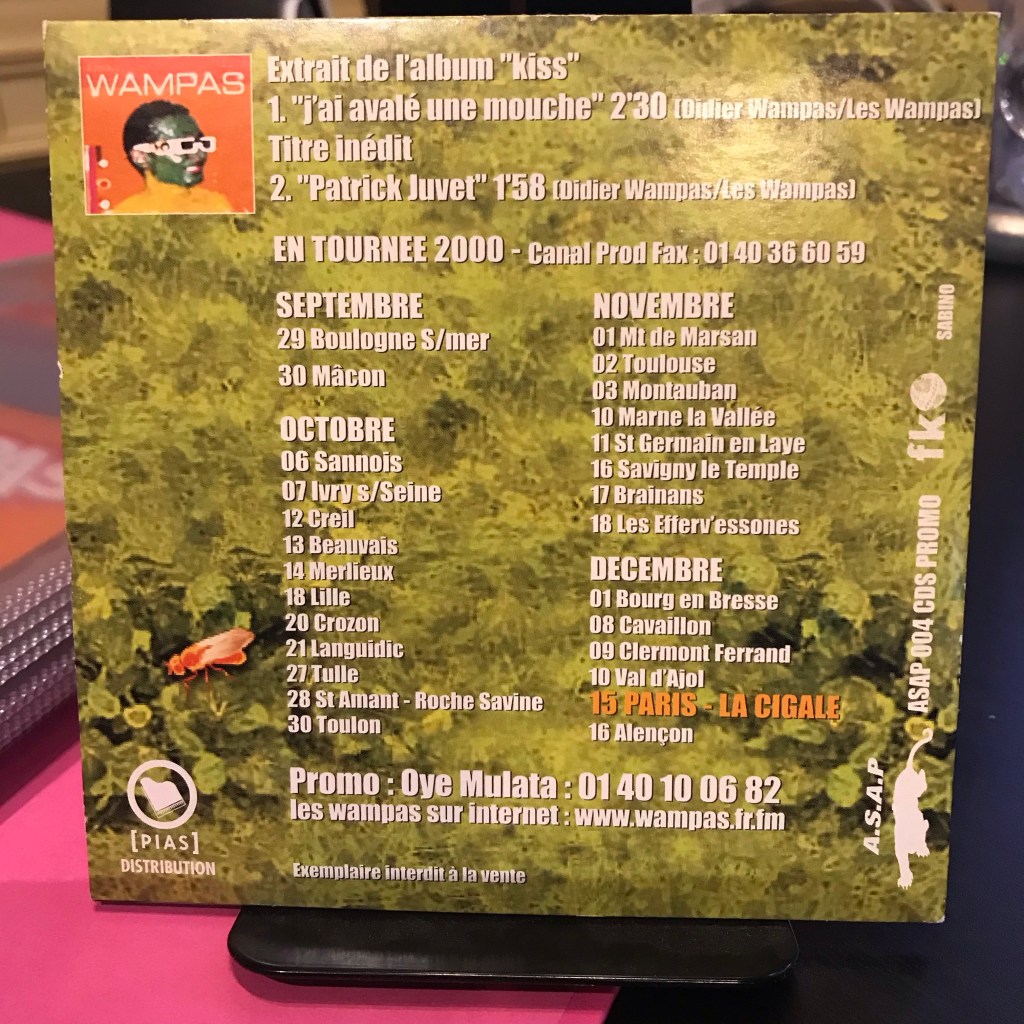 WAMPAS
Extrait de l'album "kiss"
1. "j'ai avalé une mouche" 2'30 (Didier Wampas/Les Wampas)
Titre inédit
2. "Patrick Juvet" 1'58 (Didier Wampas/Les Wampas)
EN TOURNEE 2000 - Canal Prod Fax : 01 40 36 60 59
SEPTEMBRE
29 Boulogne S/mer
30 Mâcon
OCTOBRE
06 Sannois
07 Ivry s/Seine
12 Creil
13 Beauvais
14 Merlieux
18 Lille
20 Crozon
21 Languidic
27 Tulle
28 St Amant - Roche Savine
30 Toulon
NOVEMBRE
01 Mt de Marsan
02 Toulouse
03 Montauban
10 Marne la Vallée
11 St Germain en Laye
16 Savigny le Temple
17 Brainans
18 Les Efferv'essones
DECEMBRE
01 Bourg en Bresse
08 Cavaillon
09 Clermont Ferrand
10 Val d'Ajol
15 PARIS - LA CIGALE
16 Alençon
Promo : Oye Mulata : 01 40 10 06 82
les wampas sur internet : www.wampas.fr.fm
Exemplaire interdit à la vente
[PIAS]
DISTRIBUTION
A.S.A.P
ASAP 004 CDS PROMO
fk
SABINO